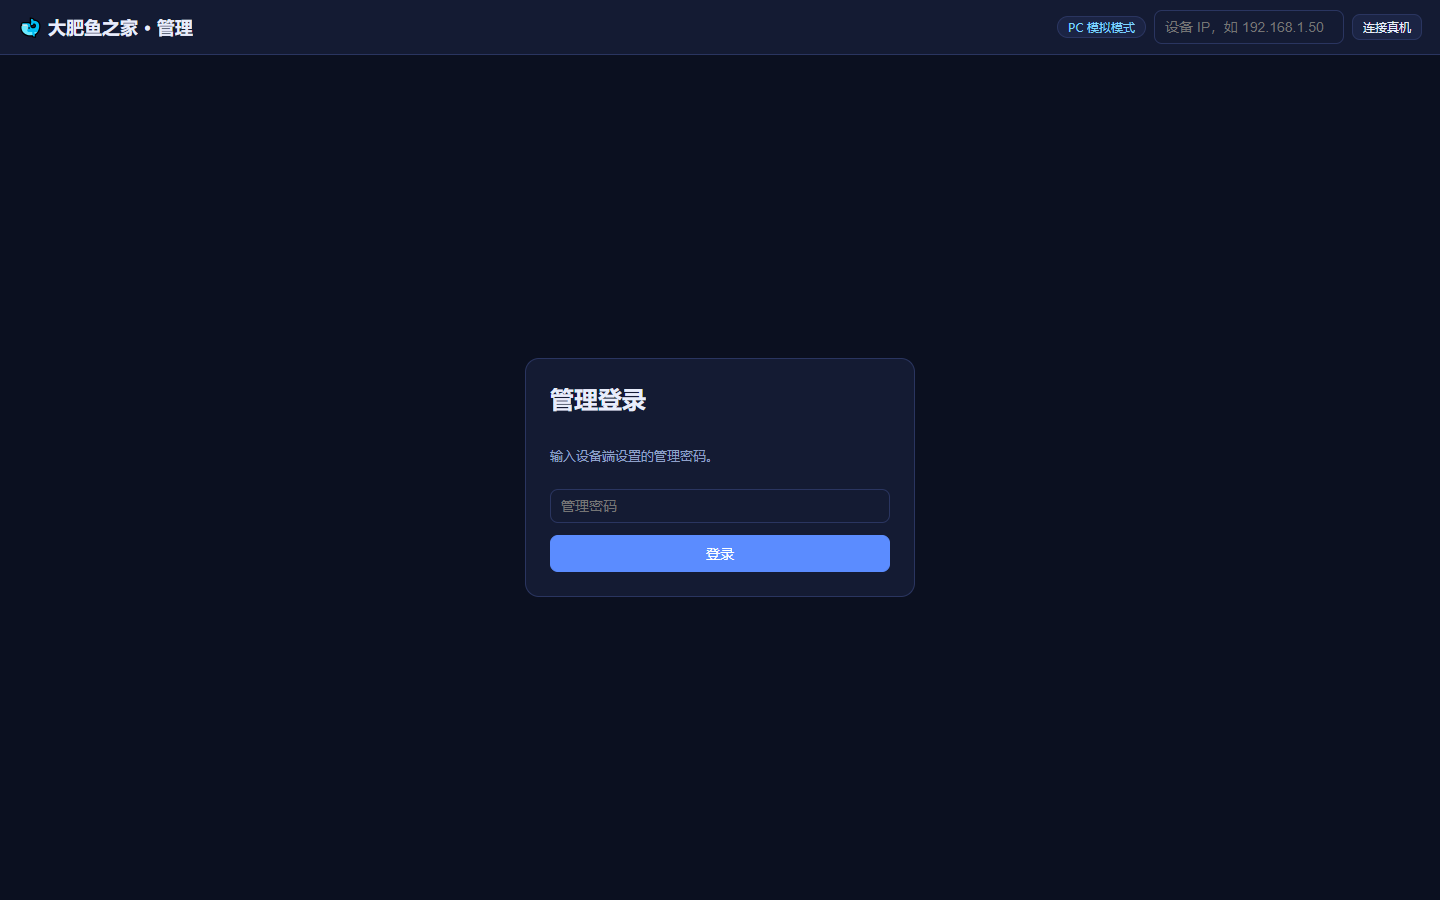 大肥鱼之家 · 管理
PC 模拟模式
设备 IP，如 192.168.1.50
连接真机
管理登录
输入设备端设置的管理密码。
管理密码
登录